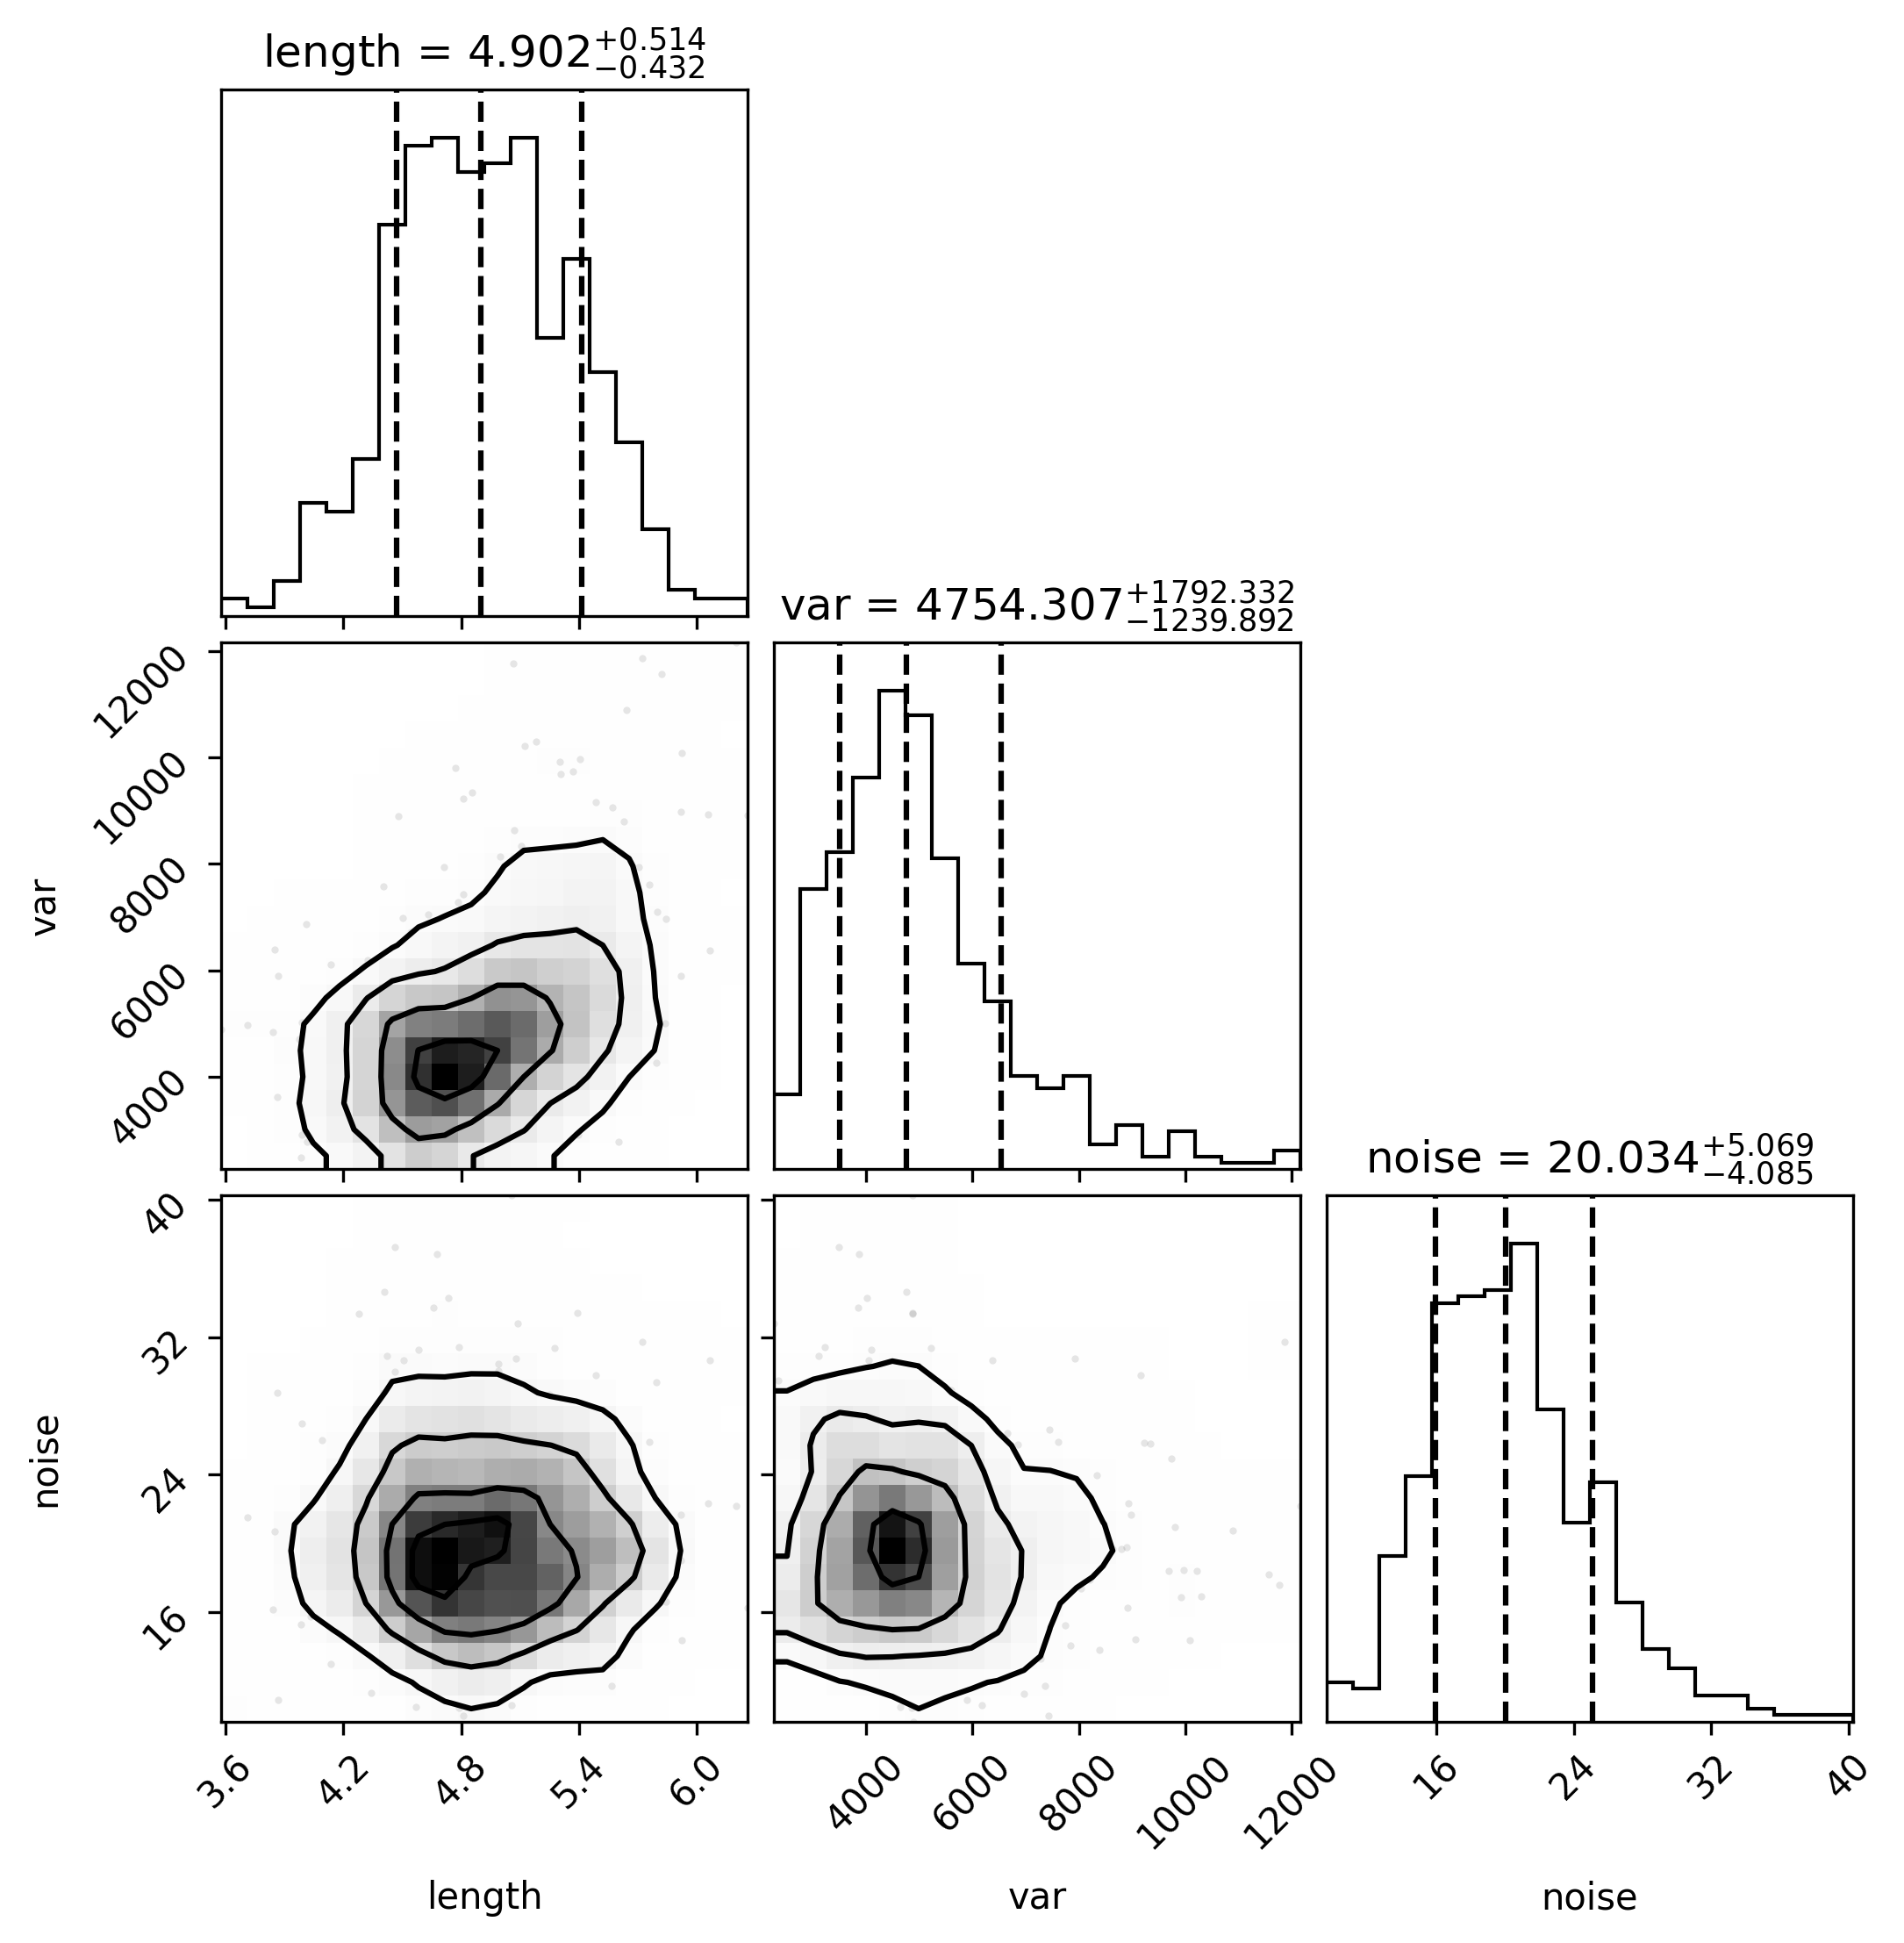 length = 4.902+0.514 −0.432
var = 4754.307+1792.332 −1239.892
12000
10000
8000
6000
4000
var
noise = 20.034+5.069 −4.085
40
32
24
16
noise
3.6 4.2 4.8 5.4 6.0
4000 6000 8000 10000 12000
16 24 32 40
length var noise